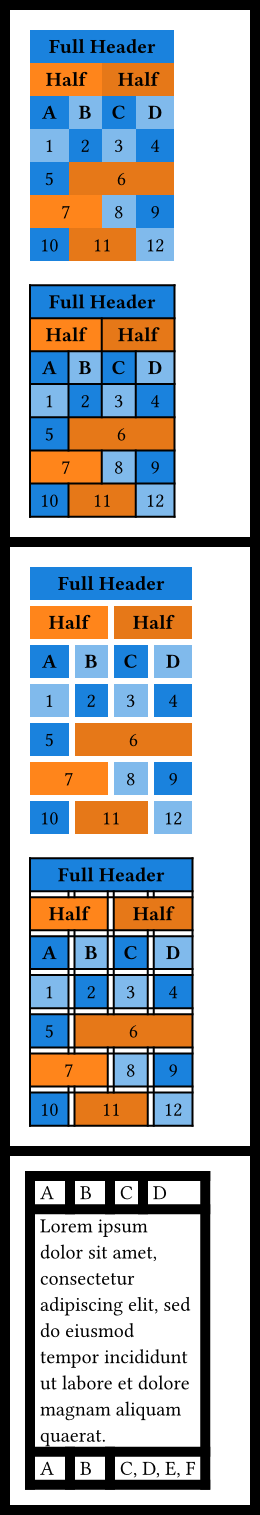 Full Header
Half Half
A B C D
1 2 3 4
5 6
7 8 9
10 11 12
Full Header
Half Half
A B C D
1 2 3 4
5 6
7 8 9
10 11 12
Full Header
Half Half
A B C D
1 2 3 4
5 6
7 8 9
10 11 12
Full Header
Half Half
A B C D
1 2 3 4
5 6
7 8 9
10 11 12
A B C D
Lorem ipsum
dolor sit amet,
consectetur
adipiscing elit, sed
do eiusmod
tempor incididunt
ut labore et dolore
magnam aliquam
quaerat.
A B C, D, E, F